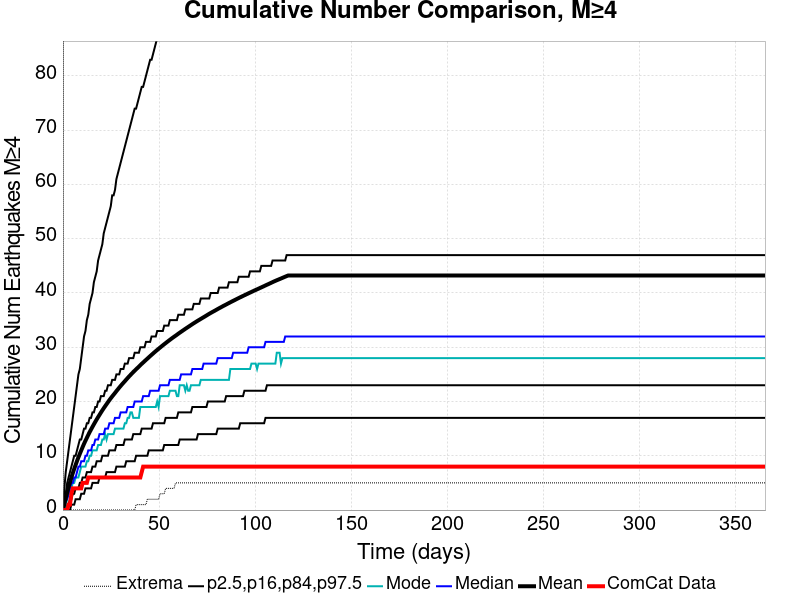 Cumulative Number Comparison, M≥4
Cumulative Num Earthquakes M≥4
80
70
60
50
40
30
20
10
0
0 50 100 150 200 250 300 350
Time (days)
Extrema p2.5,p16,p84,p97.5 Mode Median Mean ComCat Data